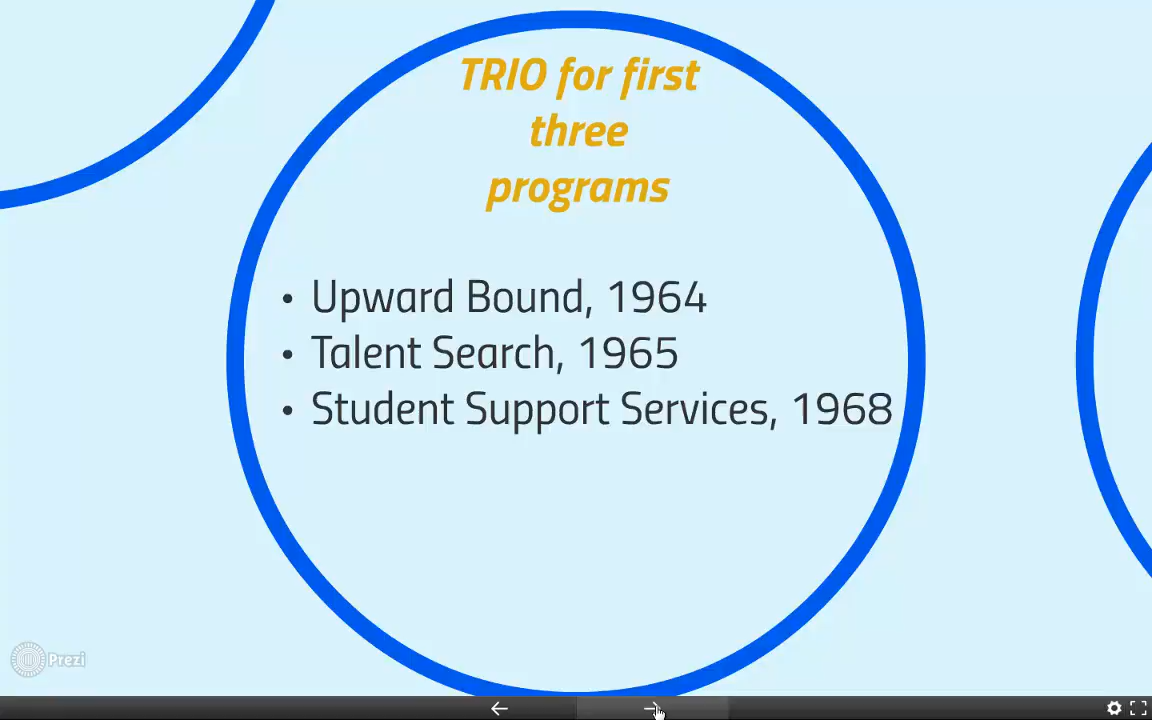 TRIO for first
three
programs
• Upward Bound, 1964
• Talent Search, 1965
• Student Support Services, 1968
Prezi